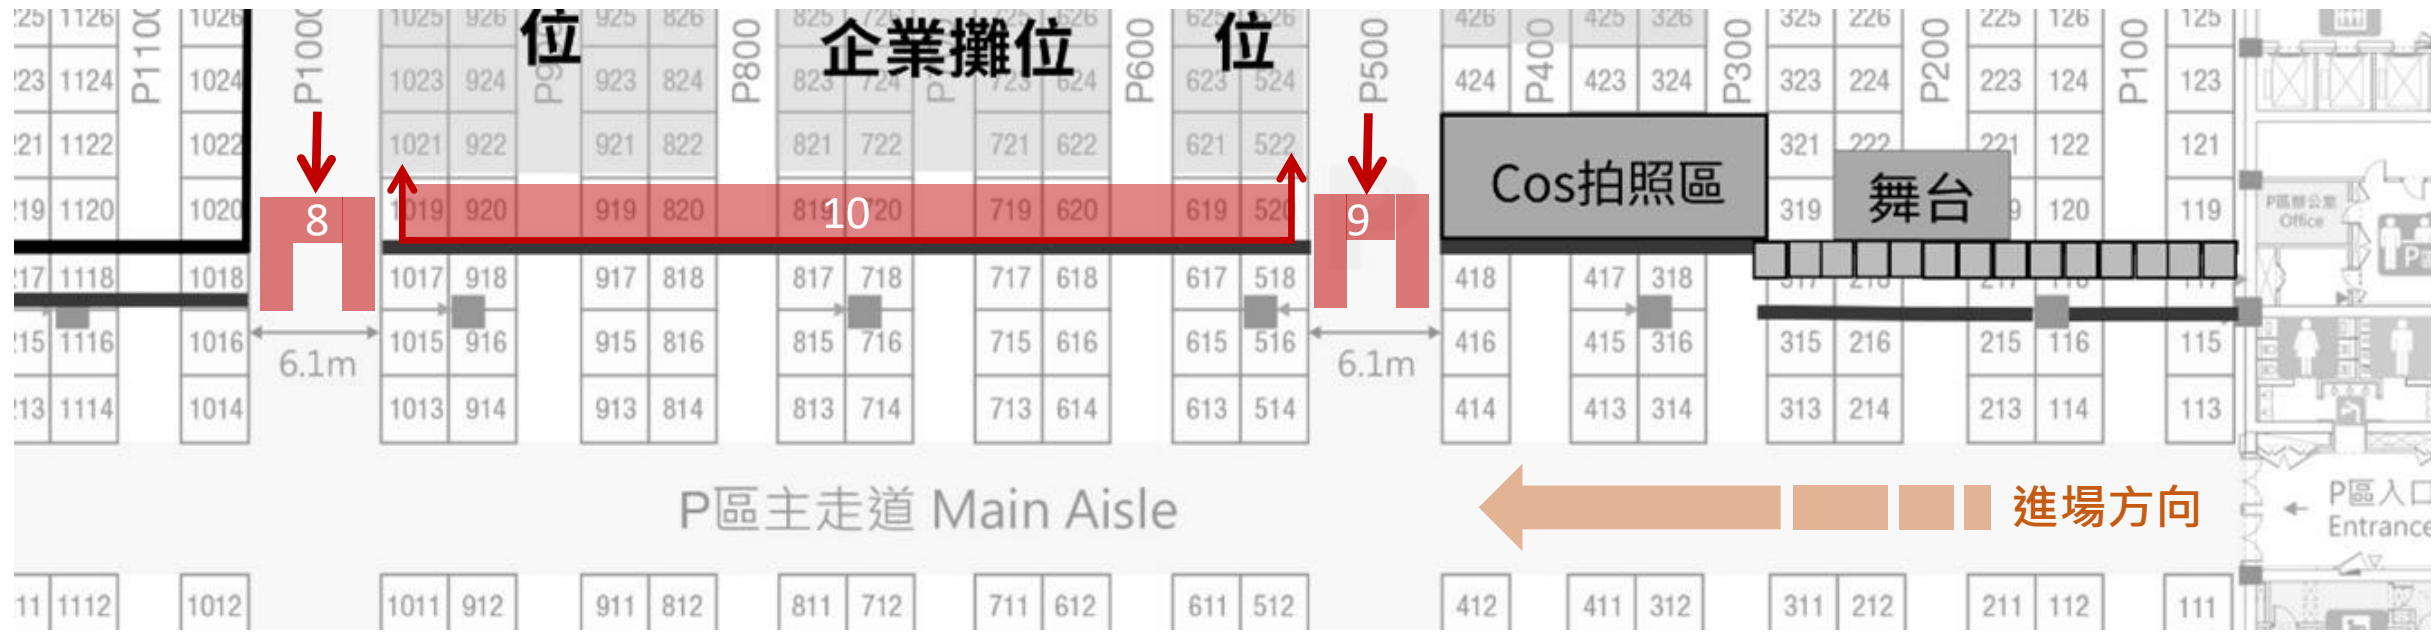 1126 1026 1025 926 925 826 825 626 625 426 425 326 325 226 225 126 125
P1100 P1000 P800 P600 P500 P400 P300 P200 P100
位 企業攤位 位
1124 1024 1023 924 923 824 823 724 723 624 623 524 424 423 324 323 224 223 124 123
1122 1022 1021 922 921 822 821 722 721 622 621 522 321 222 221 122 121
Cos拍照區 舞台
1120 1020 8 1019 920 919 820 10 719 620 619 9 319 120 119
P區辦公室
Office
1118 1018 1017 918 917 818 817 718 717 618 617 518 418 417 318
1116 1016 1015 916 915 816 815 716 715 616 615 516 416 415 316 315 216 215 116 115
6.1m 6.1m
1114 1014 1013 914 913 814 813 714 713 614 613 514 414 413 314 313 214 213 114 113
P區主走道 Main Aisle
進場方向
P區入口
Entrance
1112 1012 1011 912 911 812 811 712 711 612 611 512 412 411 312 311 212 211 112 111